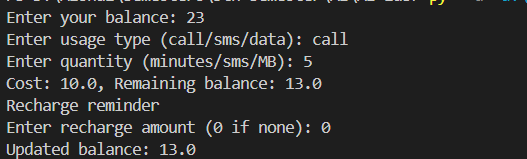 Enter your balance: 23
Enter usage type (call/sms/data): call
Enter quantity (minutes/sms/MB): 5
Cost: 10.0, Remaining balance: 13.0
Recharge reminder
Enter recharge amount (0 if none): 0
Updated balance: 13.0